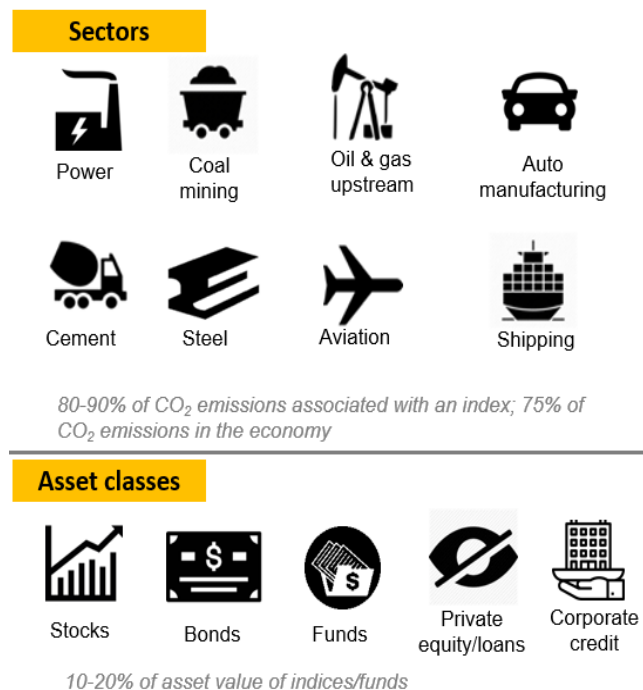 Sectors
Power
Coal
mining
Oil & gas
upstream
Auto
manufacturing
Cement
Steel
Aviation
Shipping
80-90% of CO₂ emissions associated with an index; 75% of
CO₂ emissions in the economy
Asset classes
$
$
Stocks
Bonds
Funds
Private
equity/loans
Corporate
credit
10-20% of asset value of indices/funds